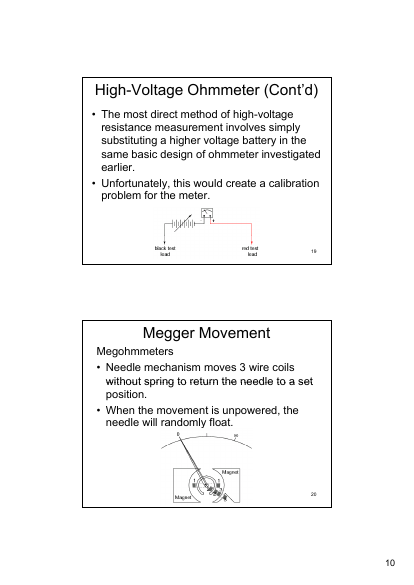 High-Voltage Ohmmeter (Cont'd)
• The most direct method of high-voltage
resistance measurement involves simply
substituting a higher voltage battery in the
same basic design of ohmmeter investigated
earlier.
• Unfortunately, this would create a calibration
problem for the meter.
black test
lead
red test
lead
19
Megger Movement
Megohmmeters
• Needle mechanism moves 3 wire coils
without spring to return the needle to a set
position.
• When the movement is unpowered, the
needle will randomly float.
0
Magnet
Magnet
20
10